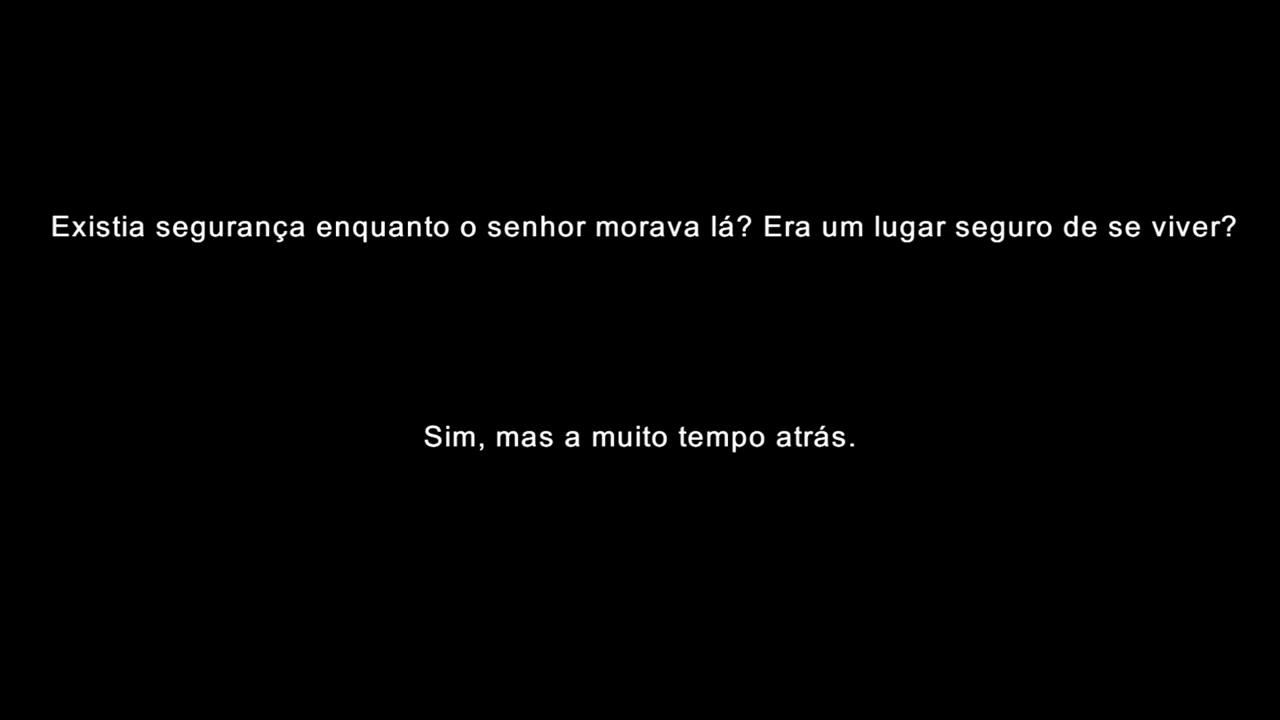 Existia segurança enquanto o senhor morava lá? Era um lugar seguro de se viver?
Sim, mas a muito tempo atrás.